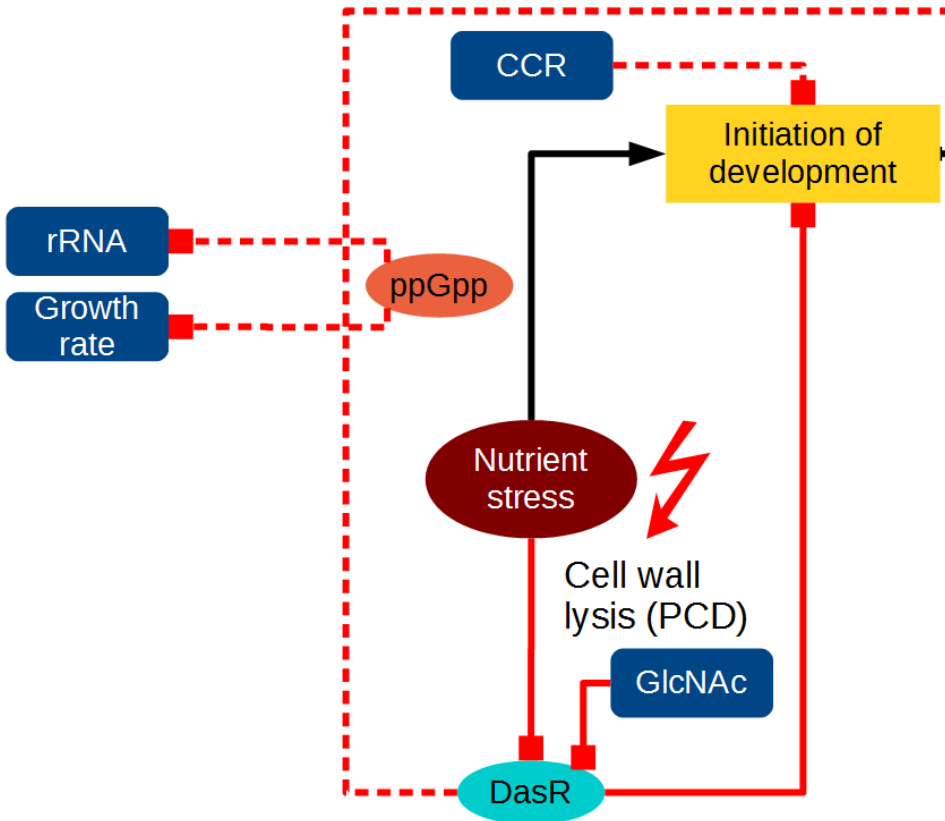 CCR
Initiation of
development
rRNA
ppGpp
Growth
rate
Nutrient
stress
Cell wall
lysis (PCD)
GlcNAc
DasR